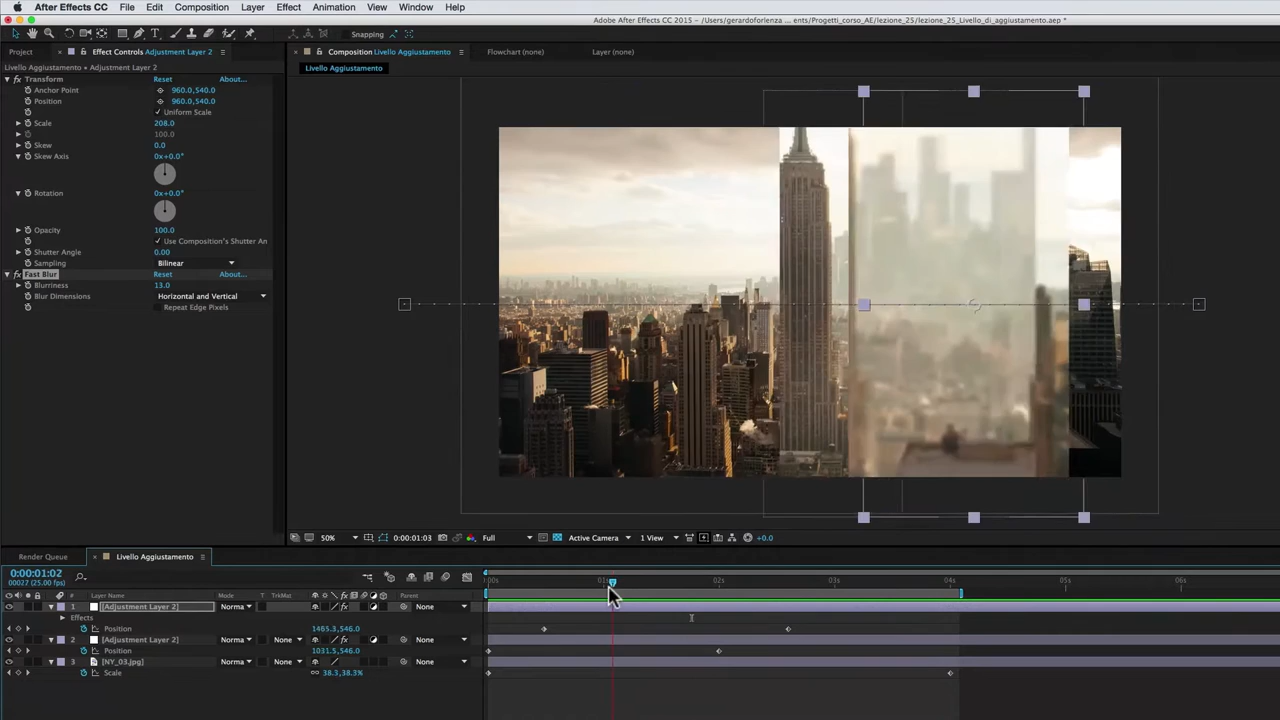 After Effects CC File Edit Composition Layer Effect Animation View Window Help
Adobe After Effects CC 2015 - /Users/gerardoforlenza ... ents/Progetti_corso_AE/lezione_25/lezione_25_Livello_di_aggiustamento.aep *
Snapping
Project × Effect Controls Adjustment Layer 2 × Composition Livello Aggiustamento Flowchart (none) Layer (none)
Livello Aggiustamento • Adjustment Layer 2 Livello Aggiustamento
fx Transform Reset About...
Anchor Point 960.0,540.0
Position 960.0,540.0
Uniform Scale
Scale 208.0
100.0
Skew 0.0
Skew Axis 0x+0.0°
Rotation 0x+0.0°
Opacity 100.0
Use Composition's Shutter An
Shutter Angle 0.00
Sampling Bilinear
fx Fast Blur Reset About...
Blurriness 13.0
Blur Dimensions Horizontal and Vertical
Repeat Edge Pixels
50% 0:00:01:03 Full Active Camera 1 View +0.0
Render Queue × Livello Aggiustamento
0:00:01:02
00027 (25.00 fps)
:00s 01s 02s 03s 04s 05s 06s
# Layer Name Mode T TrkMat Parent
1 [Adjustment Layer 2] Norma None
Effects
Position 1465.3,546.0
2 [Adjustment Layer 2] Norma None None
Position 1031.5,546.0
3 [NY_03.jpg] Norma None None
Scale 38.3,38.3%